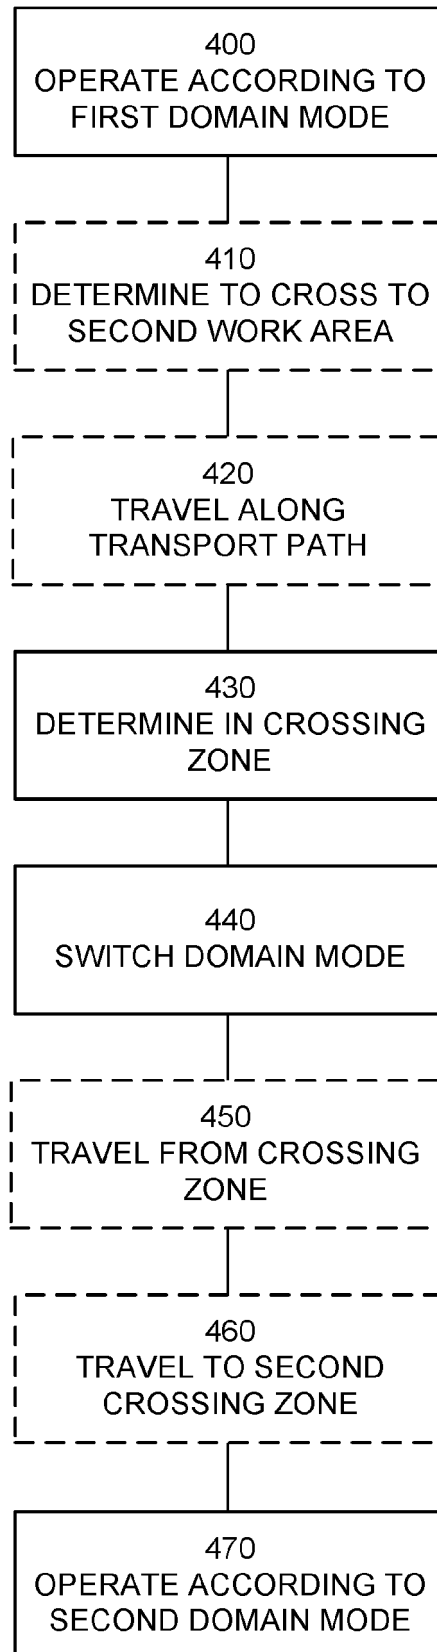 400
OPERATE ACCORDING TO
FIRST DOMAIN MODE
410
DETERMINE TO CROSS TO
SECOND WORK AREA
420
TRAVEL ALONG
TRANSPORT PATH
430
DETERMINE IN CROSSING
ZONE
440
SWITCH DOMAIN MODE
450
TRAVEL FROM CROSSING
ZONE
460
TRAVEL TO SECOND
CROSSING ZONE
470
OPERATE ACCORDING TO
SECOND DOMAIN MODE